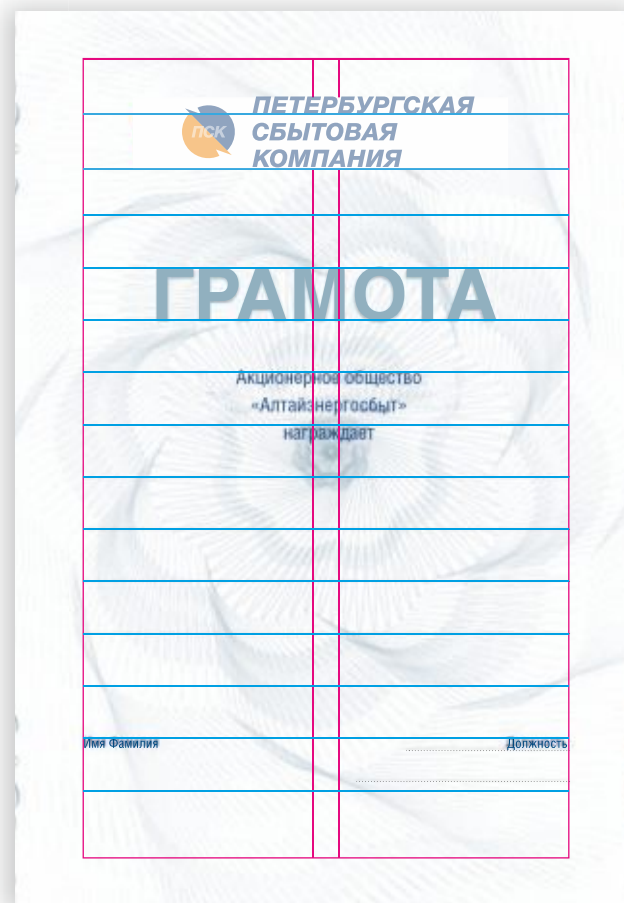 ПСК
ПЕТЕРБУРГСКАЯ
СБЫТОВАЯ
КОМПАНИЯ
ГРАМОТА
Акционерное общество
«Алтайэнергосбыт»
награждает
Имя Фамилия
Должность